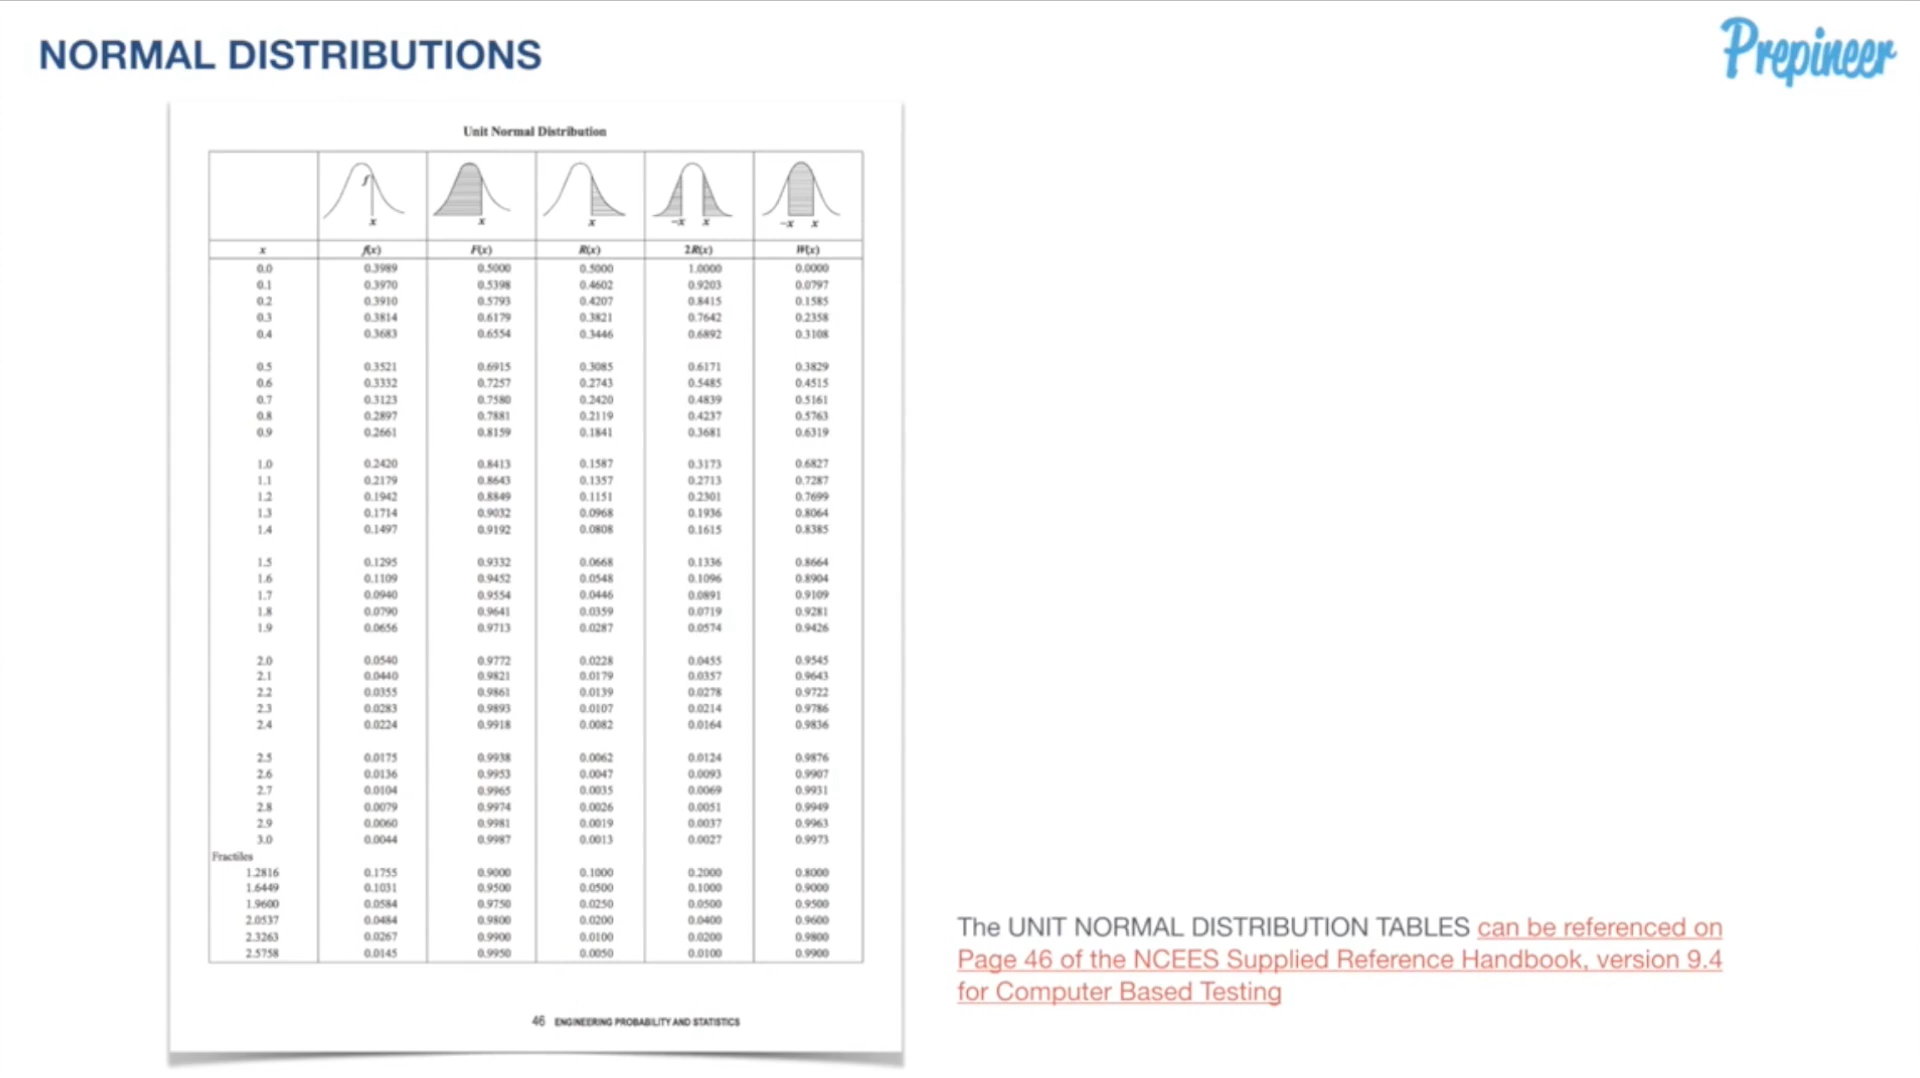 NORMAL DISTRIBUTIONS
Prepineer
Unit Normal Distribution
f
x
x
x
-x x
-x x
x f(x) F(x) R(x) 2R(x) W(x)
0.0 0.3989 0.5000 0.5000 1.0000 0.0000
0.1 0.3970 0.5398 0.4602 0.9203 0.0797
0.2 0.3910 0.5793 0.4207 0.8415 0.1585
0.3 0.3814 0.6179 0.3821 0.7642 0.2358
0.4 0.3683 0.6554 0.3446 0.6892 0.3108
0.5 0.3521 0.6915 0.3085 0.6171 0.3829
0.6 0.3332 0.7257 0.2743 0.5485 0.4515
0.7 0.3123 0.7580 0.2420 0.4839 0.5161
0.8 0.2897 0.7881 0.2119 0.4237 0.5763
0.9 0.2661 0.8159 0.1841 0.3681 0.6319
1.0 0.2420 0.8413 0.1587 0.3173 0.6827
1.1 0.2179 0.8643 0.1357 0.2713 0.7287
1.2 0.1942 0.8849 0.1151 0.2301 0.7699
1.3 0.1714 0.9032 0.0968 0.1936 0.8064
1.4 0.1497 0.9192 0.0808 0.1615 0.8385
1.5 0.1295 0.9332 0.0668 0.1336 0.8664
1.6 0.1109 0.9452 0.0548 0.1096 0.8904
1.7 0.0940 0.9554 0.0446 0.0891 0.9109
1.8 0.0790 0.9641 0.0359 0.0719 0.9281
1.9 0.0656 0.9713 0.0287 0.0574 0.9426
2.0 0.0540 0.9772 0.0228 0.0455 0.9545
2.1 0.0440 0.9821 0.0179 0.0357 0.9643
2.2 0.0355 0.9861 0.0139 0.0278 0.9722
2.3 0.0283 0.9893 0.0107 0.0214 0.9786
2.4 0.0224 0.9918 0.0082 0.0164 0.9836
2.5 0.0175 0.9938 0.0062 0.0124 0.9876
2.6 0.0136 0.9953 0.0047 0.0093 0.9907
2.7 0.0104 0.9965 0.0035 0.0069 0.9931
2.8 0.0079 0.9974 0.0026 0.0051 0.9949
2.9 0.0060 0.9981 0.0019 0.0037 0.9963
3.0 0.0044 0.9987 0.0013 0.0027 0.9973
Fractiles
1.2816 0.1755 0.9000 0.1000 0.2000 0.8000
1.6449 0.1031 0.9500 0.0500 0.1000 0.9000
1.9600 0.0584 0.9750 0.0250 0.0500 0.9500
2.0537 0.0484 0.9800 0.0200 0.0400 0.9600
2.3263 0.0267 0.9900 0.0100 0.0200 0.9800
2.5758 0.0145 0.9950 0.0050 0.0100 0.9900
46 ENGINEERING PROBABILITY AND STATISTICS
The UNIT NORMAL DISTRIBUTION TABLES can be referenced on
Page 46 of the NCEES Supplied Reference Handbook, version 9.4
for Computer Based Testing